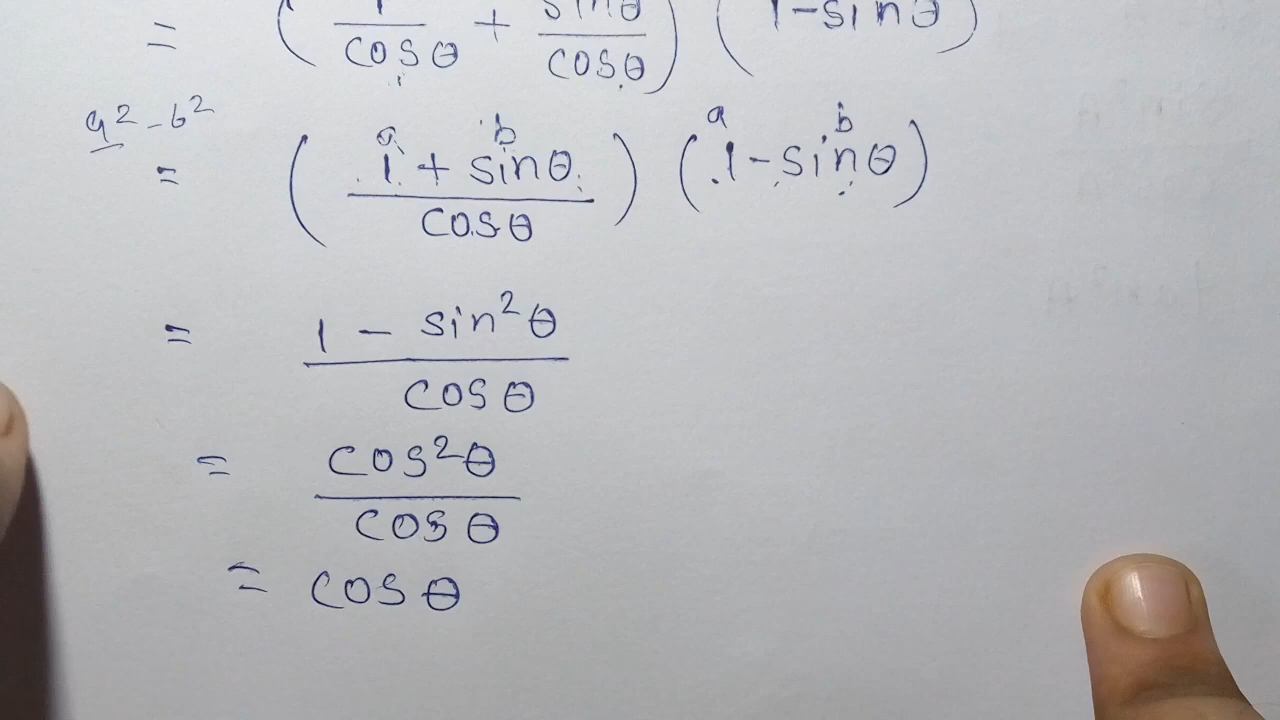 = (1/cosθ + sinθ/cosθ) (1-sinθ)
a² - b²
a b a b
= (1 + sinθ/cosθ) (1 - sinθ)
= 1 - sin²θ/cosθ
= cos²θ/cosθ
= cosθ